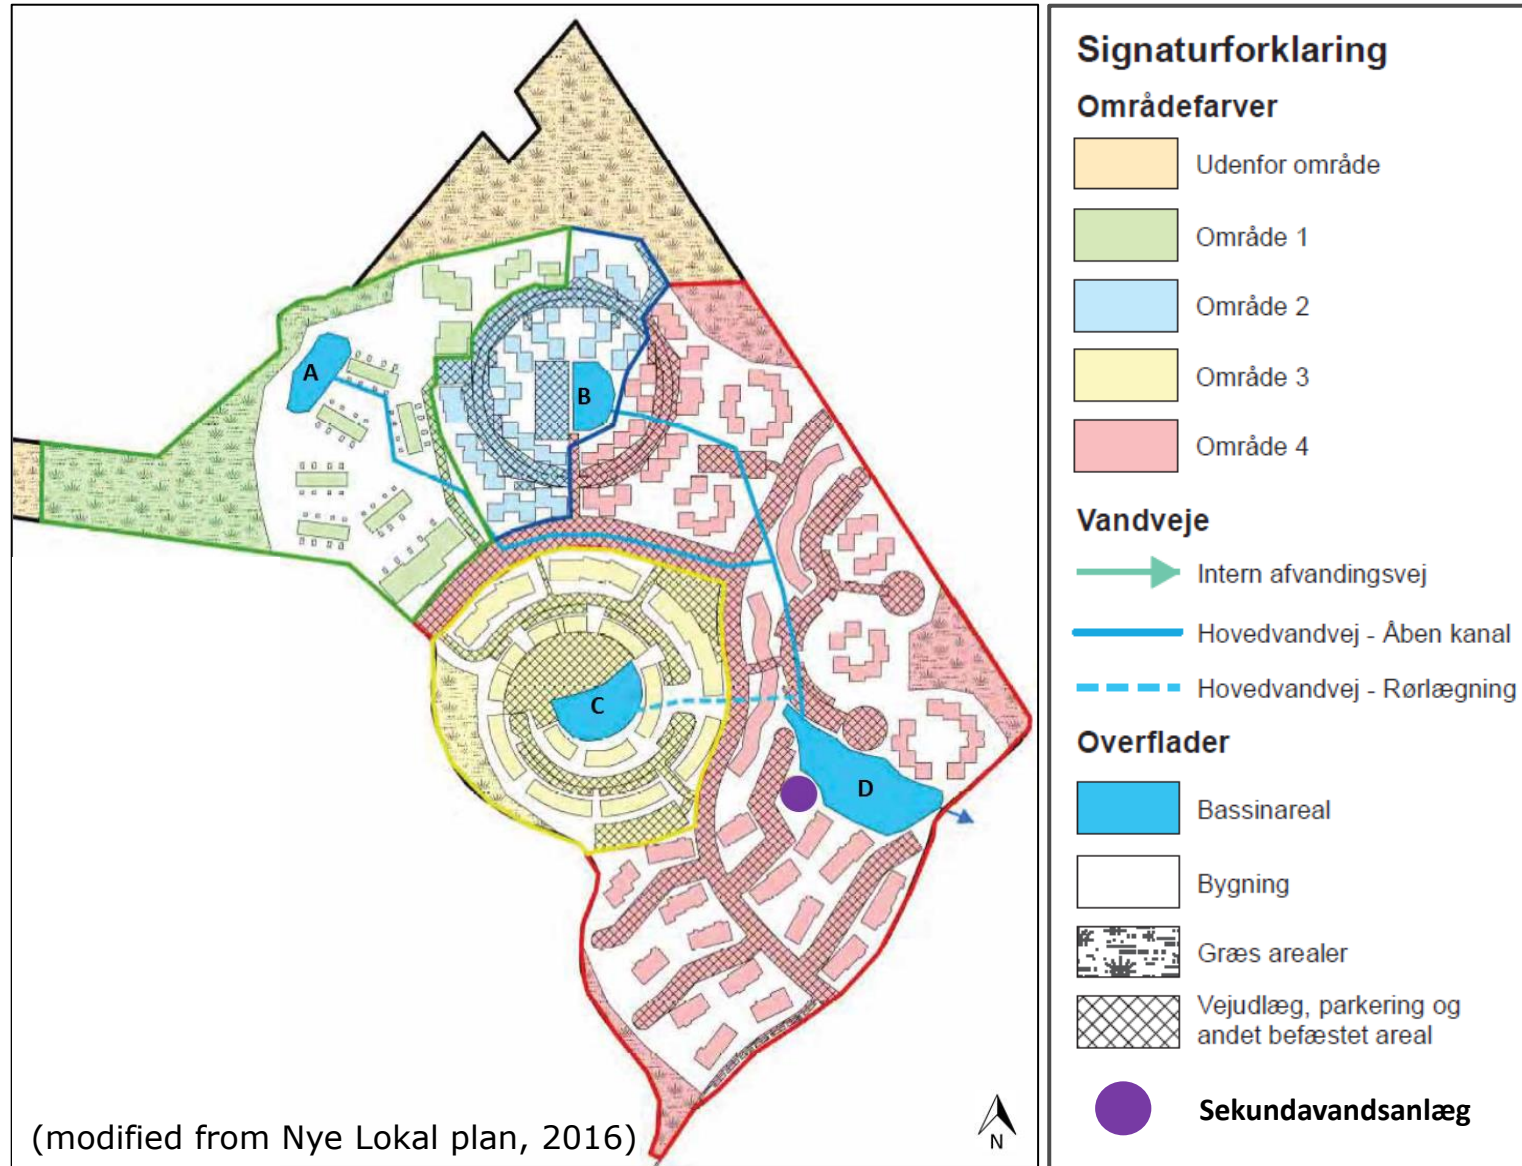 A
B
C
D
(modified from Nye Lokal plan, 2016)
N
Signaturforklaring
Områdefarver
Udenfor område
Område 1
Område 2
Område 3
Område 4
Vandveje
Intern afvandingsvej
Hovedvandvej - Åben kanal
Hovedvandvej - Rørlægning
Overflader
Bassinareal
Bygning
Græs arealer
Vejudlæg, parkering og
andet befæstet areal
Sekundavandsanlæg